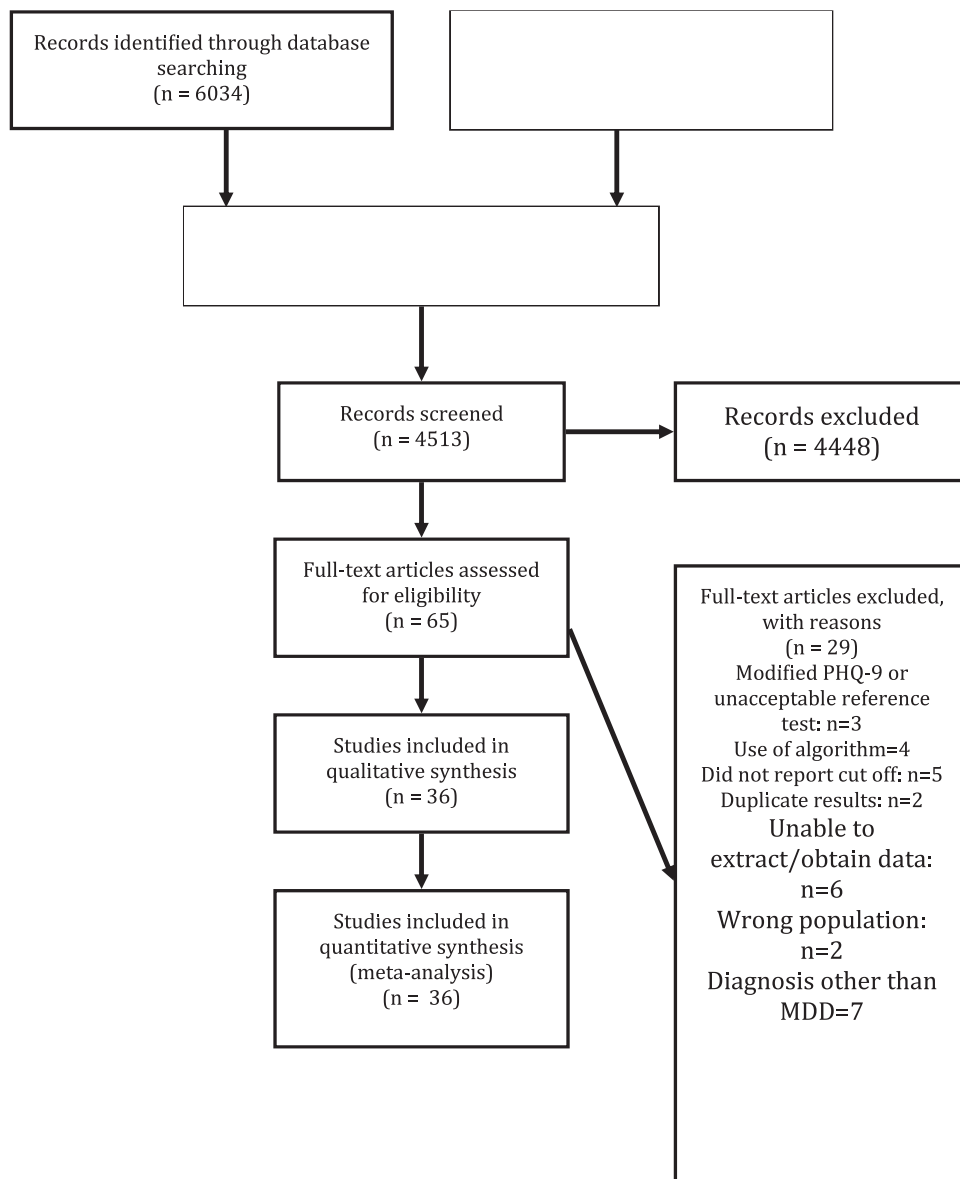 Records identified through database
searching
(n = 6034)
Records screened
(n = 4513)
Records excluded
(n = 4448)
Full-text articles assessed
for eligibility
(n = 65)
Full-text articles excluded,
with reasons
(n = 29)
Modified PHQ-9 or
unacceptable reference
test: n=3
Use of algorithm=4
Did not report cut off: n=5
Duplicate results: n=2
Unable to
extract/obtain data:
n=6
Wrong population:
n=2
Diagnosis other than
MDD=7
Studies included in
qualitative synthesis
(n = 36)
Studies included in
quantitative synthesis
(meta-analysis)
(n = 36)